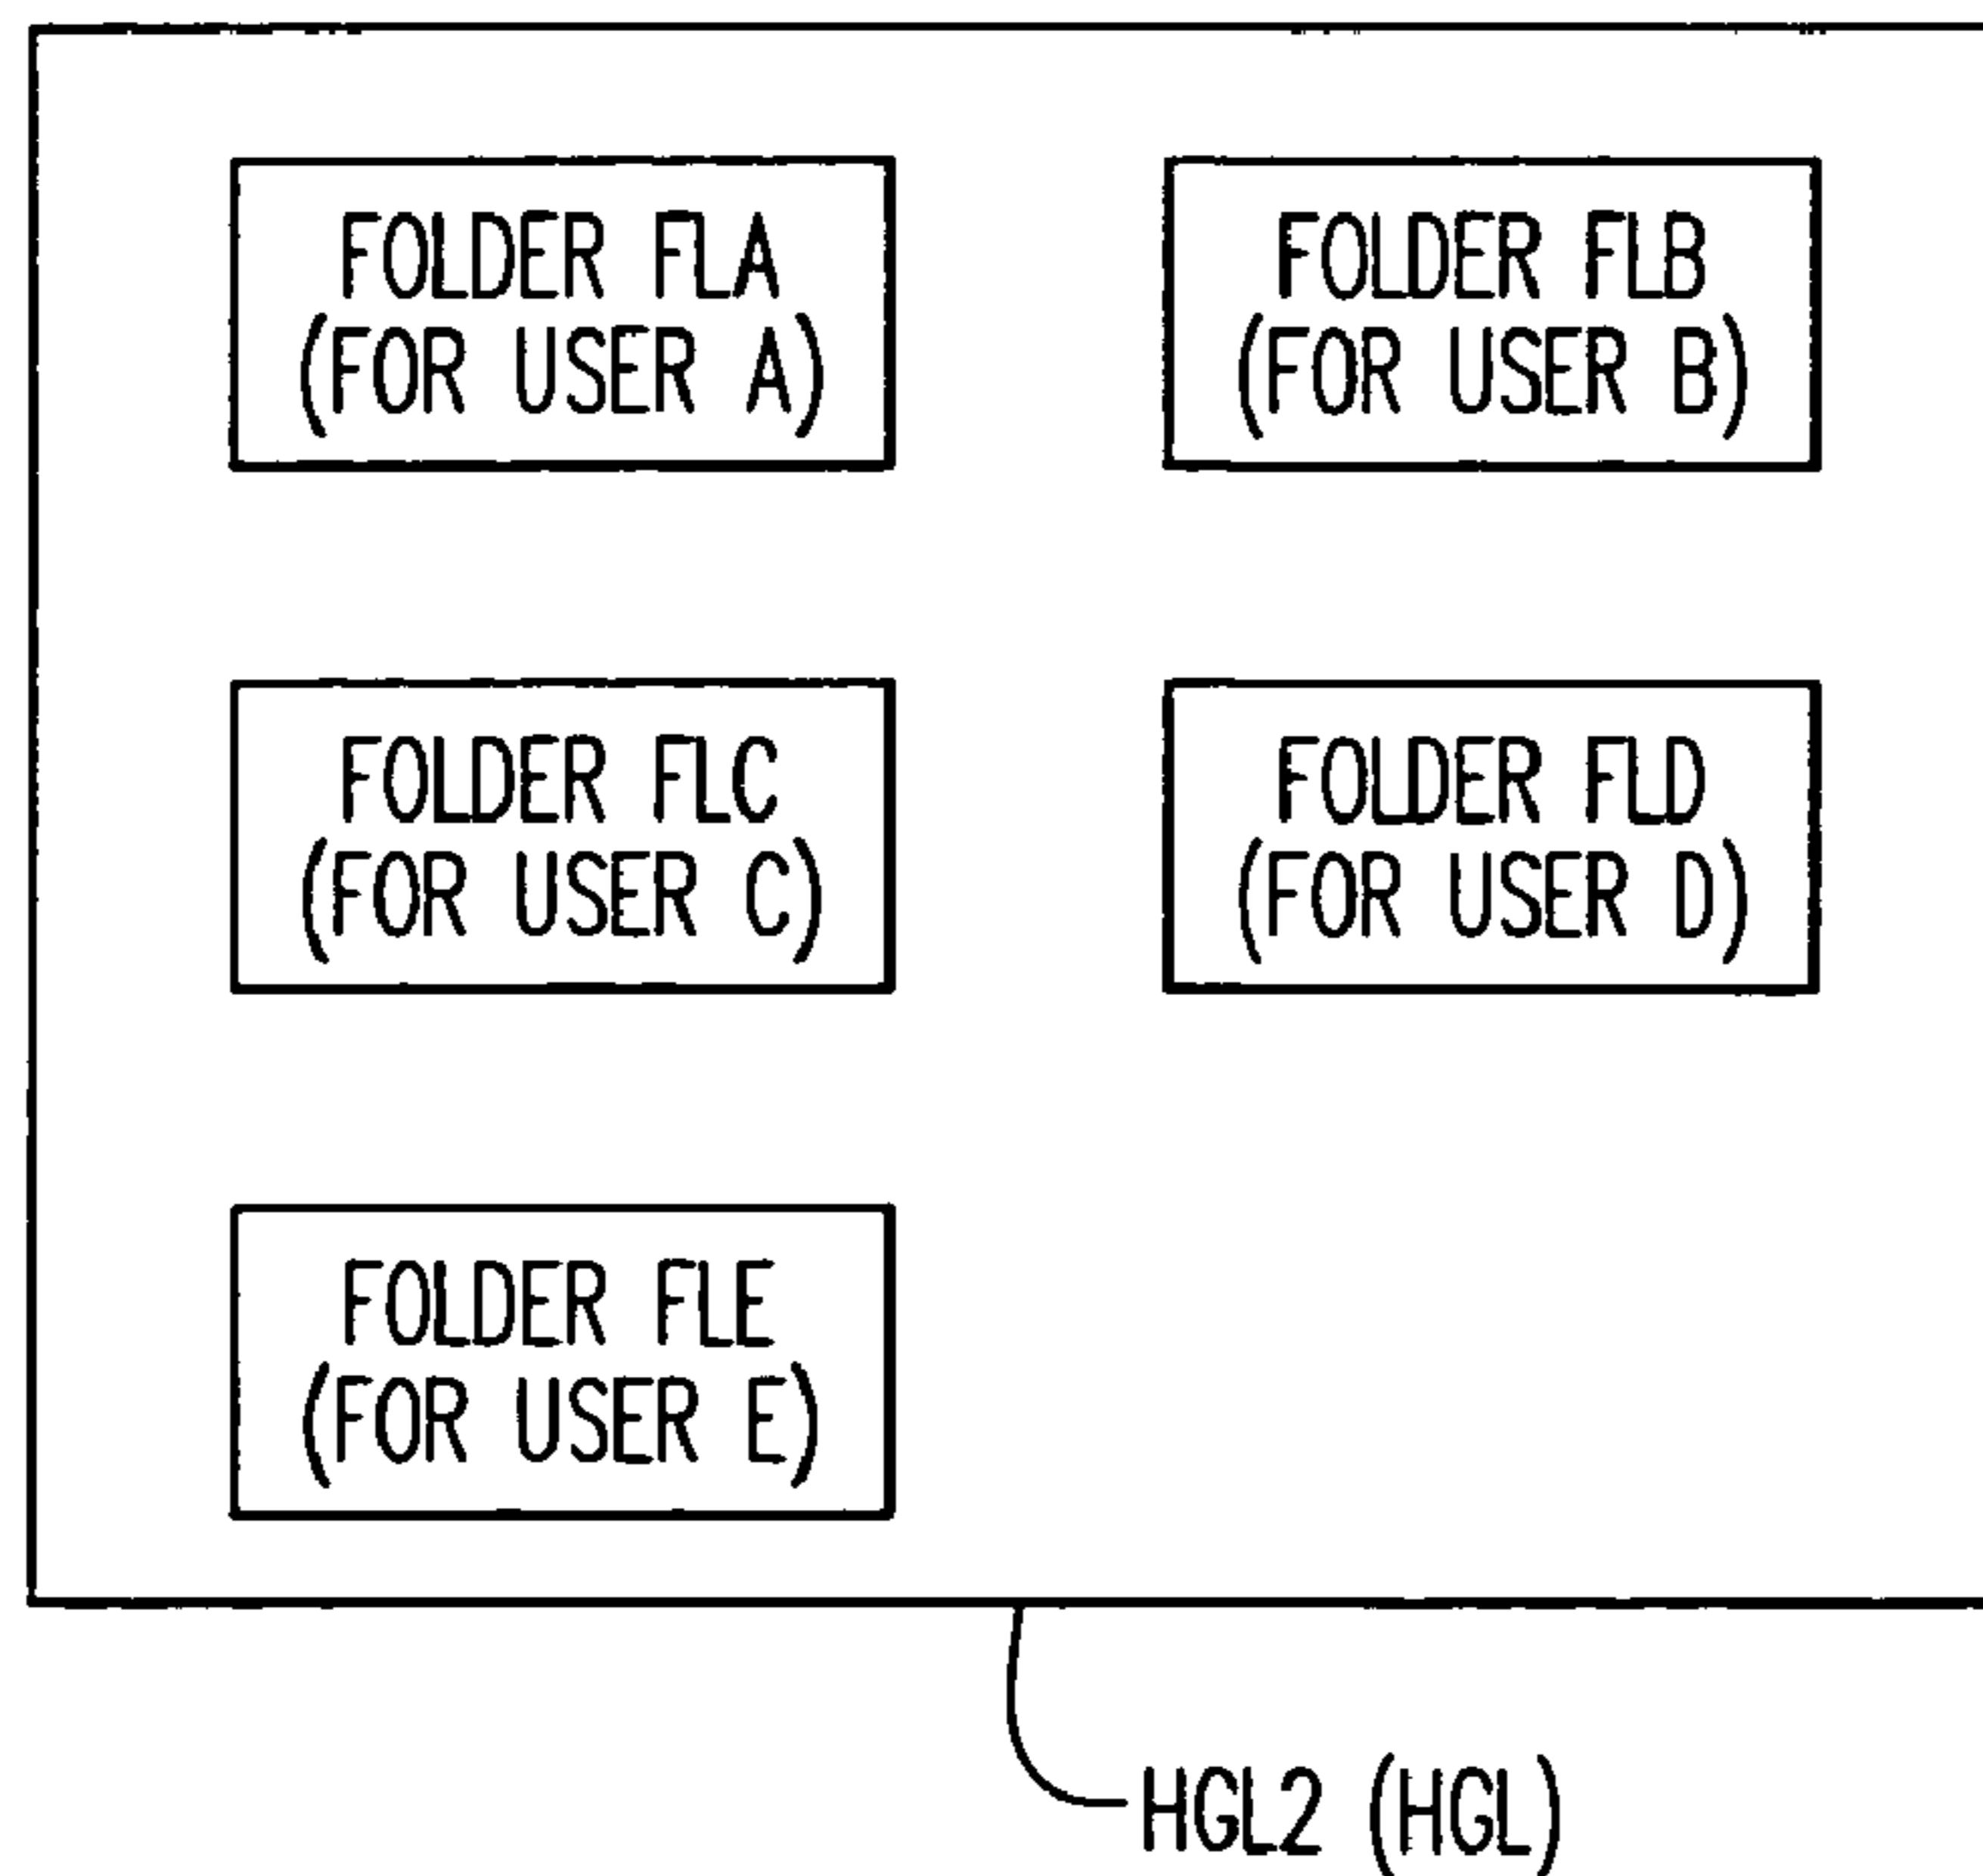 FOLDER FLA
(FOR USER A)
FOLDER FLB
(FOR USER B)
FOLDER FLC
(FOR USER C)
FOLDER FLD
(FOR USER D)
FOLDER FLE
(FOR USER E)
HGL2 (HGL)